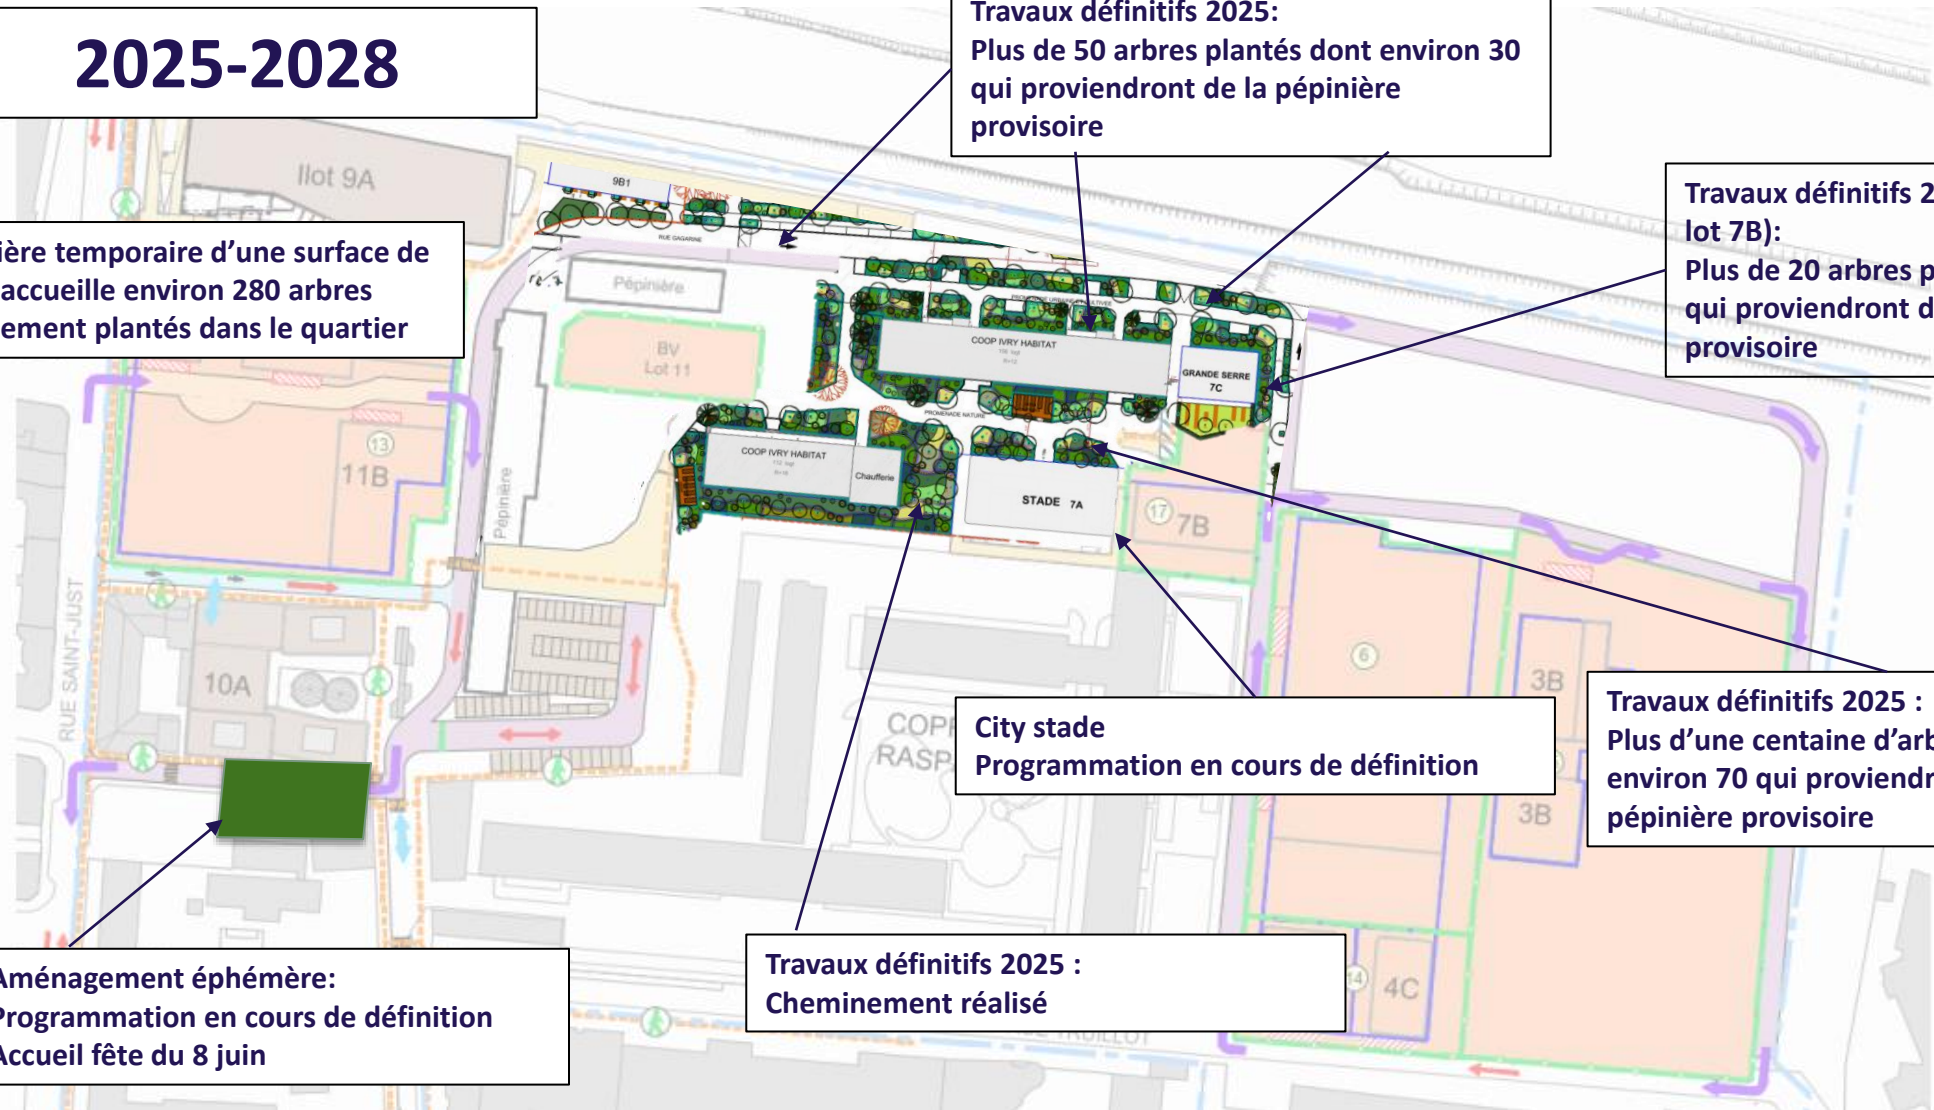 2025-2028
Travaux définitifs 2025:
Plus de 50 arbres plantés dont environ 30
qui proviendront de la pépinière
provisoire
Travaux définitifs 2
lot 7B):
Plus de 20 arbres p
qui proviendront d
provisoire
ière temporaire d’une surface de
accueille environ 280 arbres
ement plantés dans le quartier
Ilot 9A
9B1
RUE GAGARINE
Pépinière
BV
Lot 11
PROMENADE URBAINE ET CULTIVEE
COOP IVRY HABITAT
GRANDE SERRE
7C
PROMENADE NATURE
COOP IVRY HABITAT
Chaufferie
STADE 7A
13
11B
Pépinière
17
7B
RUE SAINT-JUST
10A
6
3B
3B
COP
RASP
City stade
Programmation en cours de définition
Travaux définitifs 2025 :
Plus d’une centaine d’arb
environ 70 qui proviendr
pépinière provisoire
Travaux définitifs 2025 :
Cheminement réalisé
14
4C
TRUILLOT
Aménagement éphémère:
Programmation en cours de définition
Accueil fête du 8 juin